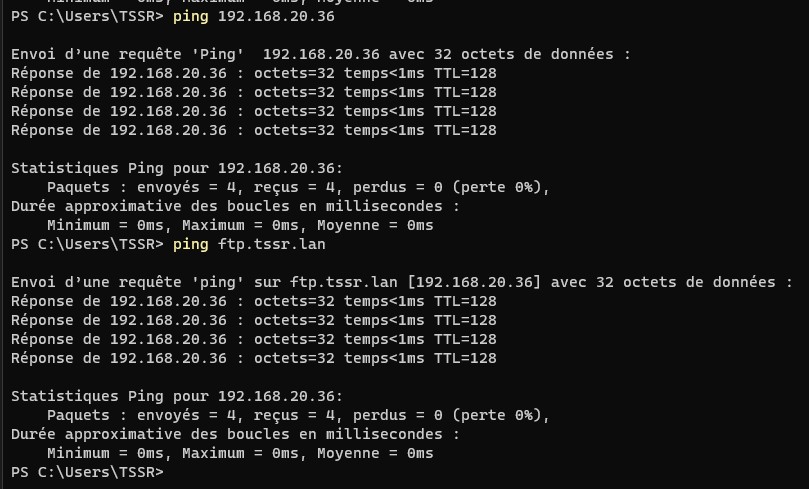 PS C:\Users\TSSR> ping 192.168.20.36
Envoi d’une requête 'Ping'  192.168.20.36 avec 32 octets de données :
Réponse de 192.168.20.36 : octets=32 temps<1ms TTL=128
Réponse de 192.168.20.36 : octets=32 temps<1ms TTL=128
Réponse de 192.168.20.36 : octets=32 temps<1ms TTL=128
Réponse de 192.168.20.36 : octets=32 temps<1ms TTL=128
Statistiques Ping pour 192.168.20.36:
    Paquets : envoyés = 4, reçus = 4, perdus = 0 (perte 0%),
Durée approximative des boucles en millisecondes :
    Minimum = 0ms, Maximum = 0ms, Moyenne = 0ms
PS C:\Users\TSSR> ping ftp.tssr.lan
Envoi d’une requête 'ping' sur ftp.tssr.lan [192.168.20.36] avec 32 octets de données :
Réponse de 192.168.20.36 : octets=32 temps<1ms TTL=128
Réponse de 192.168.20.36 : octets=32 temps<1ms TTL=128
Réponse de 192.168.20.36 : octets=32 temps<1ms TTL=128
Réponse de 192.168.20.36 : octets=32 temps<1ms TTL=128
Statistiques Ping pour 192.168.20.36:
    Paquets : envoyés = 4, reçus = 4, perdus = 0 (perte 0%),
Durée approximative des boucles en millisecondes :
    Minimum = 0ms, Maximum = 0ms, Moyenne = 0ms
PS C:\Users\TSSR>